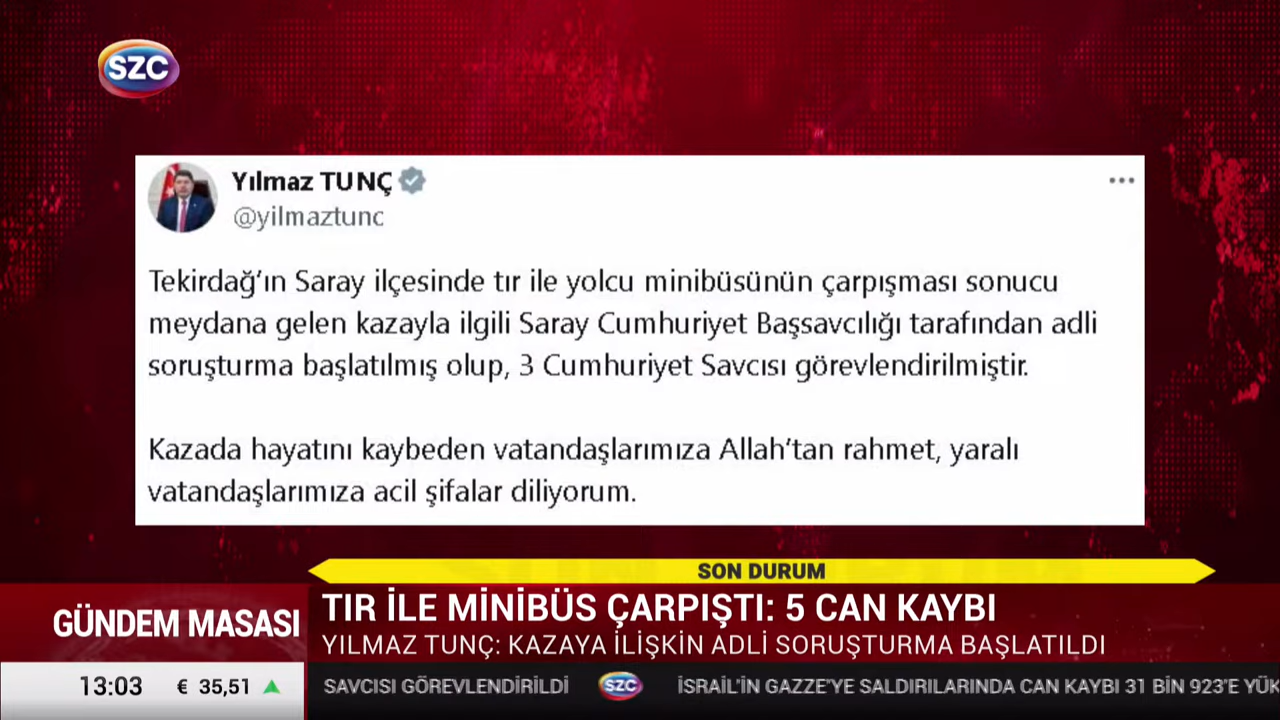 SZC
Yılmaz TUNÇ
@yilmaztunc
Tekirdağ’ın Saray ilçesinde tır ile yolcu minibüsünün çarpışması sonucu
meydana gelen kazayla ilgili Saray Cumhuriyet Başsavcılığı tarafından adli
soruşturma başlatılmış olup, 3 Cumhuriyet Savcısı görevlendirilmiştir.
Kazada hayatını kaybeden vatandaşlarımıza Allah’tan rahmet, yaralı
vatandaşlarımıza acil şifalar diliyorum.
SON DURUM
GÜNDEM MASASI
TIR İLE MİNİBÜS ÇARPIŞTI: 5 CAN KAYBI
YILMAZ TUNÇ: KAZAYA İLİŞKİN ADLİ SORUŞTURMA BAŞLATILDI
13:03 € 35,51
SAVCISI GÖREVLENDİRİLDİ SZC İSRAİL'İN GAZZE'YE SALDIRILARINDA CAN KAYBI 31 BİN 923'E YÜK